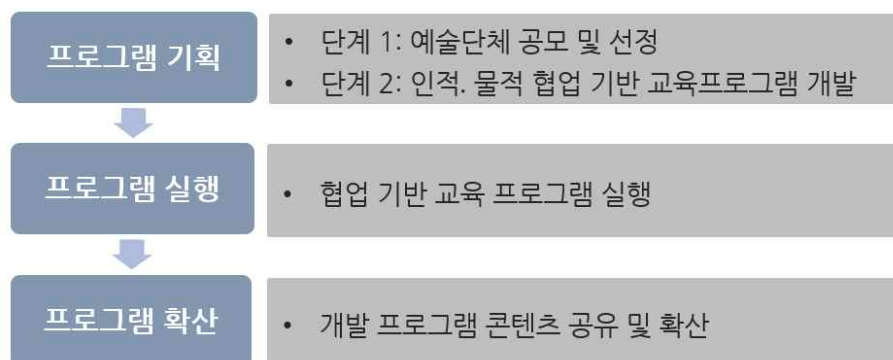 프로그램 기획
• 단계 1: 예술단체 공모 및 선정
• 단계 2: 인적. 물적 협업 기반 교육프로그램 개발
프로그램 실행
• 협업 기반 교육 프로그램 실행
프로그램 확산
• 개발 프로그램 콘텐츠 공유 및 확산